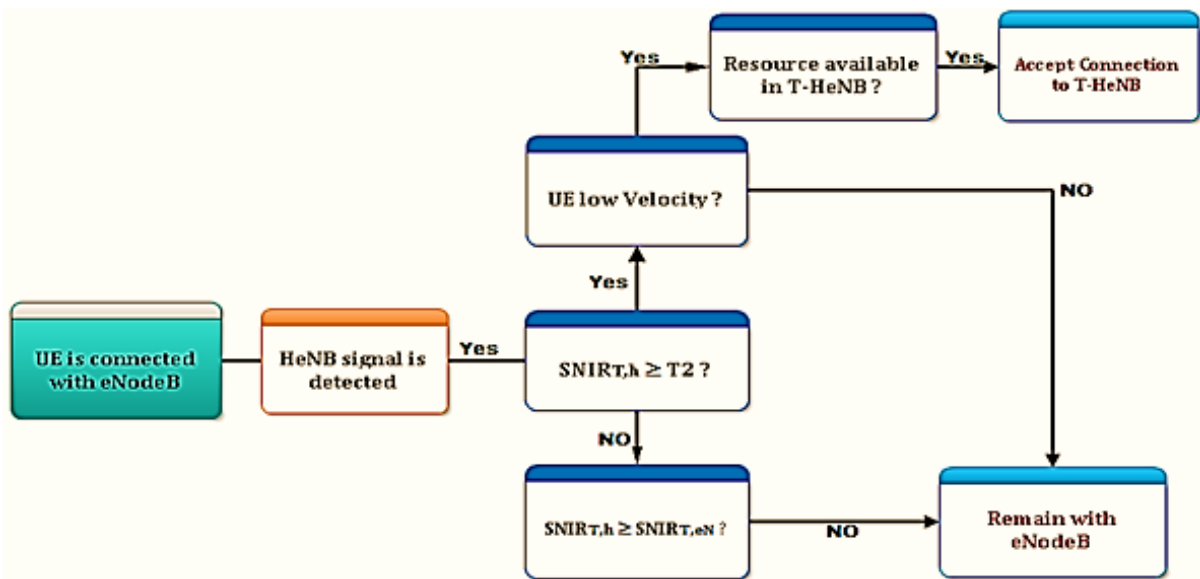 Yes
Resource available
in T-HeNB ?
Yes
Accept Connection
to T-HeNB
UE low Velocity ?
NO
Yes
UE is connected
with eNodeB
HeNB signal is
detected
Yes
SNIRT,h ≥ T2 ?
NO
SNIRT,h ≥ SNIRT,eN ?
NO
Remain with
eNodeB